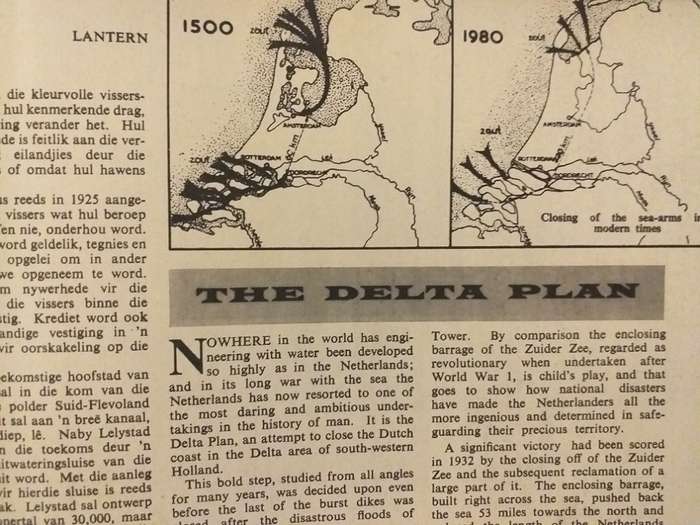 LANTERN
die kleurvolle vissers-
hul kenmerkende drag,
ing verander het. Hul
de is feitlik aan die ver-
eilandjies deur die
s of omdat hul hawens
us reeds in 1925 aange-
vissers wat hul beroep
fen nie, onderhou word.
word geldelik, tegnies en
opgelei om in ander
we opgeneem te word.
m nywerhede vir die
die vissers binne die
stig. Krediet word ook
andige vestiging in 'n
vir oorskakeling op die
ekomstige hoofstad van
sal in die kom van die
polder Suid-Flevoland
it sal aan 'n breë kanaal,
diep, lê. Naby Lelystad
n die toekoms deur 'n
itwateringsluise van die
it word. Met die aanleg
vir hierdie sluise is reeds
ak. Lelystad sal ontwerp
nertal van 30,000, maar
1500
zout
AMSTERDAM
zout
ROTTERDAM
LEK
DORDRECHT
1980
zout
AMSTERDAM
zout
ROTTERDAM
DORDRECHT
Closing of the sea-arms in
modern times
THE DELTA PLAN
NOWHERE in the world has engi-
neering with water been developed
so highly as in the Netherlands;
and in its long war with the sea the
Netherlands has now resorted to one of
the most daring and ambitious under-
takings in the history of man. It is the
Delta Plan, an attempt to close the Dutch
coast in the Delta area of south-western
Holland.
This bold step, studied from all angles
for many years, was decided upon even
before the last of the burst dikes was
closed after the disastrous floods of
Tower. By comparison the enclosing
barrage of the Zuider Zee, regarded as
revolutionary when undertaken after
World War 1, is child's play, and that
goes to show how national disasters
have made the Netherlanders all the
more ingenious and determined in safe-
guarding their precious territory.
A significant victory had been scored
in 1932 by the closing off of the Zuider
Zee and the subsequent reclamation of a
large part of it. The enclosing barrage,
built right across the sea, pushed back
the sea 53 miles towards the north and
the length of the Netherlands